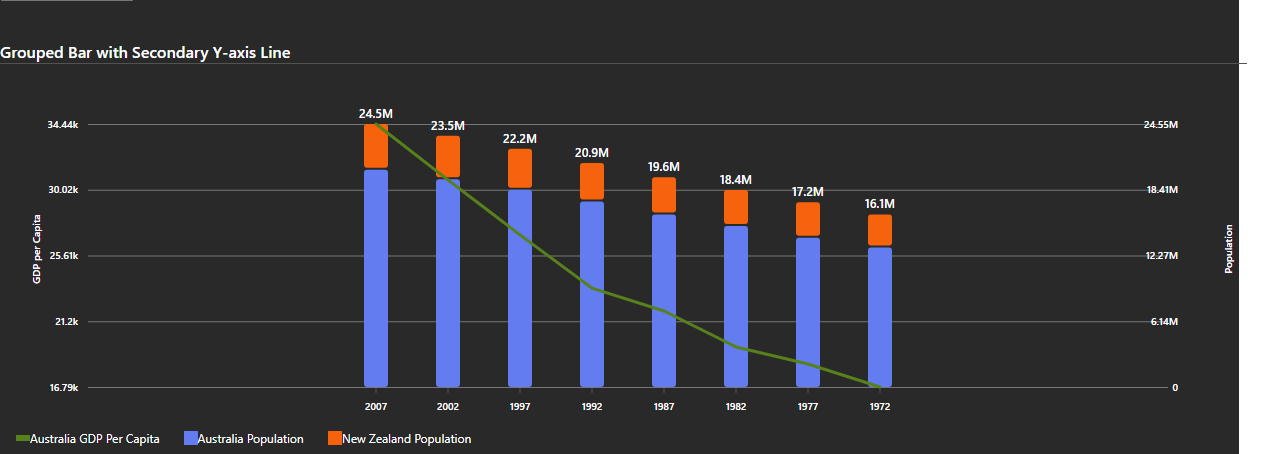 Grouped Bar with Secondary Y-axis Line
24.5M
23.5M
22.2M
20.9M
19.6M
18.4M
17.2M
16.1M
34.44k
30.02k
25.61k
21.2k
16.79k
GDP per Capita
24.55M
18.41M
12.27M
6.14M
0
Population
2007 2002 1997 1992 1987 1982 1977 1972
Australia GDP Per Capita Australia Population New Zealand Population